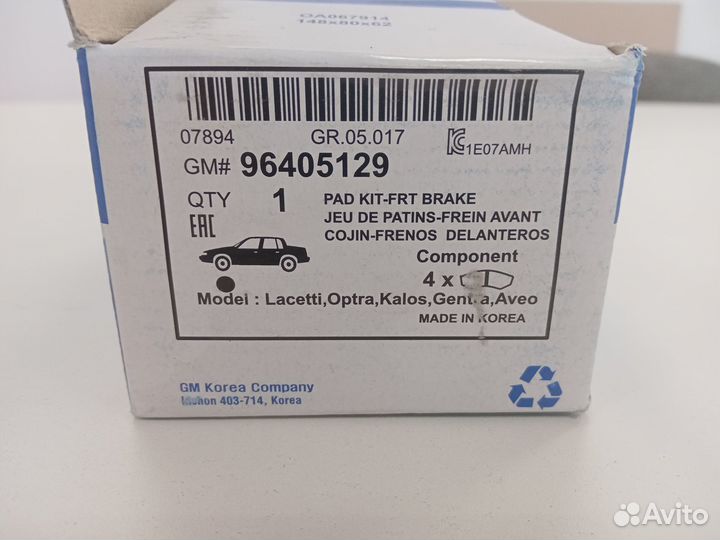 OA067914
148x80x62
07894 GR.05.017 1E07AMH
GM# 96405129
QTY 1 PAD KIT-FRT BRAKE
JEU DE PATINS-FREIN AVANT
COJIN-FRENOS DELANTEROS
EAC
Component
4 x
Model : Lacetti,Optra,Kalos,Gentra,Aveo
MADE IN KOREA
GM Korea Company
403-714, Korea
Avito